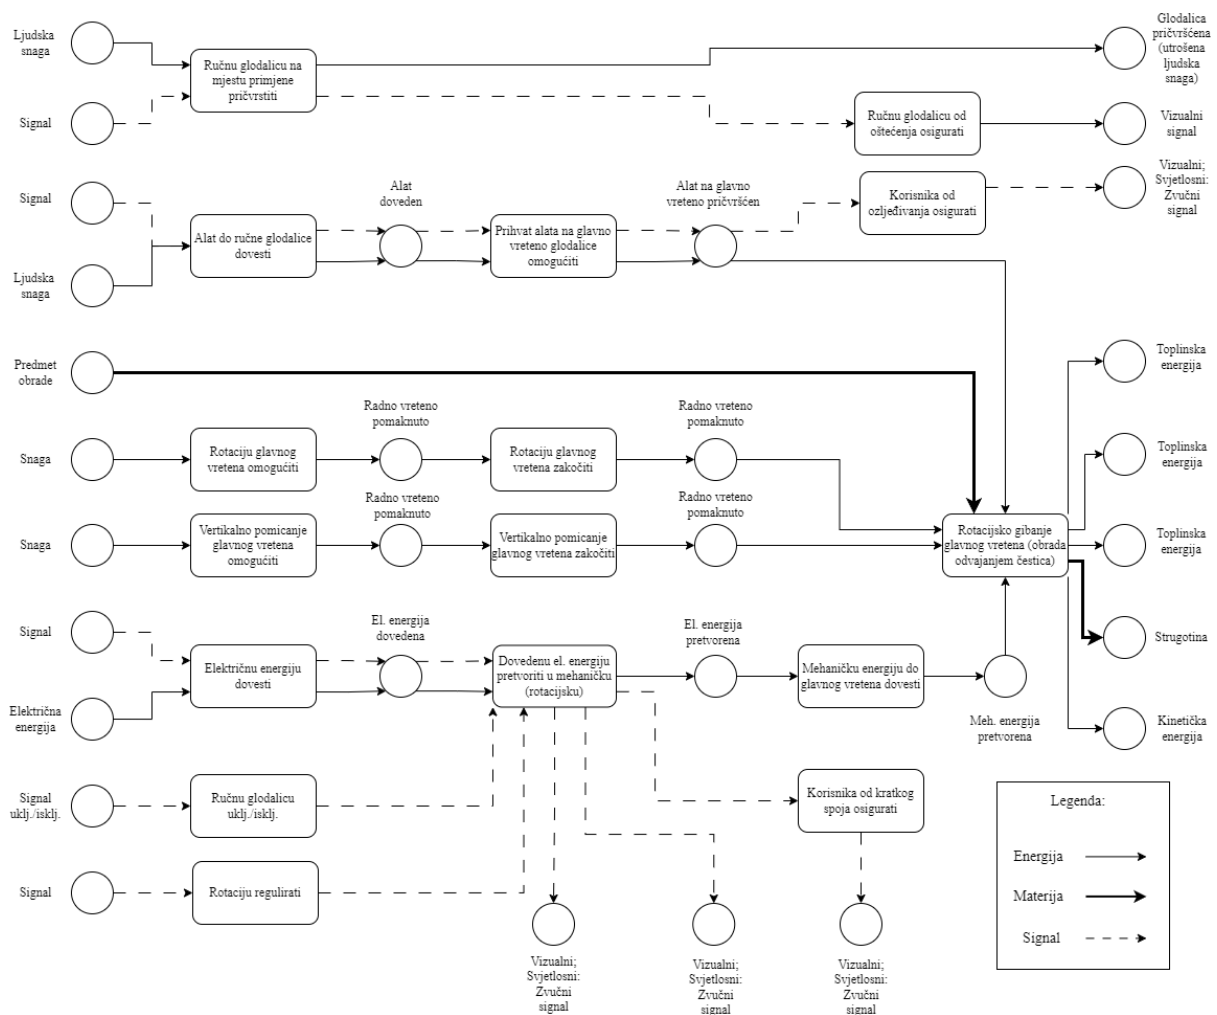 Ljudska
snaga
Glodalica
pričvršćena
(utrošena
ljudska
snaga)
Ručnu glodalicu na
mjestu primjene
pričvrstiti
Signal
Ručnu glodalicu od
oštećenja osigurati
Vizualni
signal
Signal
Alat
doveden
Alat na glavno
vreteno pričvršćen
Korisnika od
ozljeđivanja osigurati
Vizualni;
Svjetlosni:
Zvučni
signal
Alat do ručne glodalice
dovesti
Prihvat alata na glavno
vreteno glodalice
omogućiti
Ljudska
snaga
Predmet
obrade
Toplinska
energija
Radno vreteno
pomaknuto
Radno vreteno
pomaknuto
Snaga
Rotaciju glavnog
vretena omogućiti
Rotaciju glavnog
vretena zakočiti
Toplinska
energija
Radno vreteno
pomaknuto
Radno vreteno
pomaknuto
Snaga
Vertikalno pomicanje
glavnog vretena
omogućiti
Vertikalno pomicanje
glavnog vretena zakočiti
Rotacijsko gibanje
glavnog vretena (obrada
odvajanjem čestica)
Toplinska
energija
Signal
El. energija
dovedena
El. energija
pretvorena
Strugotina
Električnu energiju
dovesti
Dovedenu el. energiju
pretvoriti u mehaničku
(rotacijsku)
Mehaničku energiju do
glavnog vretena dovesti
Električna
energija
Meh. energija
pretvorena
Kinetička
energija
Signal
uklj./isklj.
Ručnu glodalicu
uklj./isklj.
Korisnika od kratkog
spoja osigurati
Legenda:
Energija
Materija
Signal
Signal
Rotaciju regulirati
Vizualni;
Svjetlosni:
Zvučni
signal
Vizualni;
Svjetlosni:
Zvučni
signal
Vizualni;
Svjetlosni:
Zvučni
signal